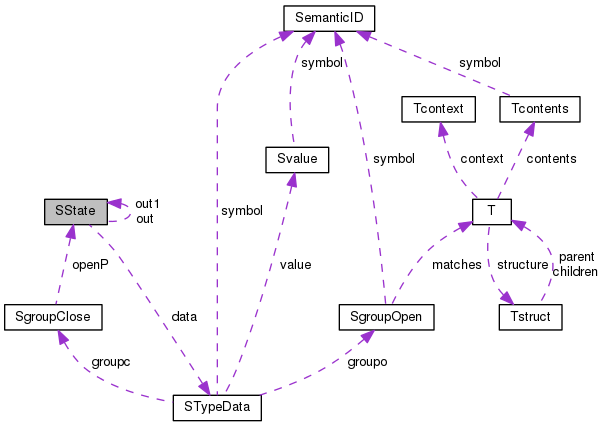 SemanticID
symbol
symbol
Tcontext
Tcontents
Svalue
symbol
context
contents
SState
out1
out
symbol
T
openP
value
matches
structure
parent
children
SgroupClose
data
SgroupOpen
Tstruct
groupc
groupo
STypeData